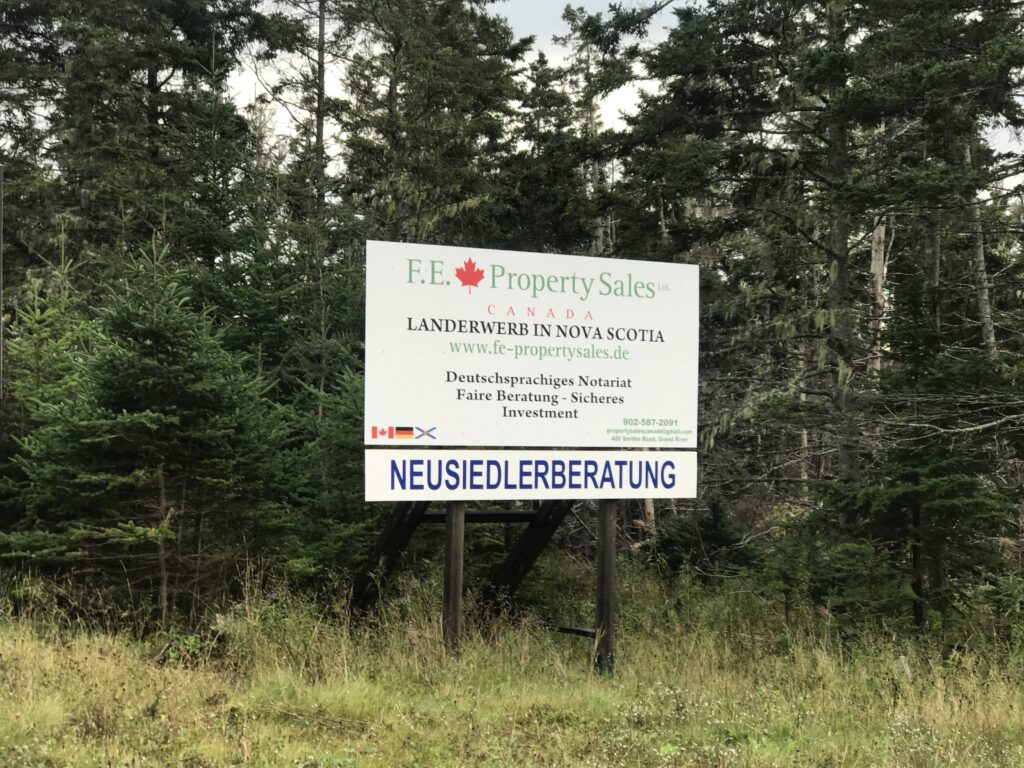 F.E. Property Sales Ltd.
CANADA
LANDERWERB IN NOVA SCOTIA
www.fe-propertysales.de
Deutschsprachiges Notariat
Faire Beratung - Sicheres
Investment
902-587-2091
propertysalescanada@gmail.com
480 Smiths Road, Grand River
NEUSIEDLERBERATUNG